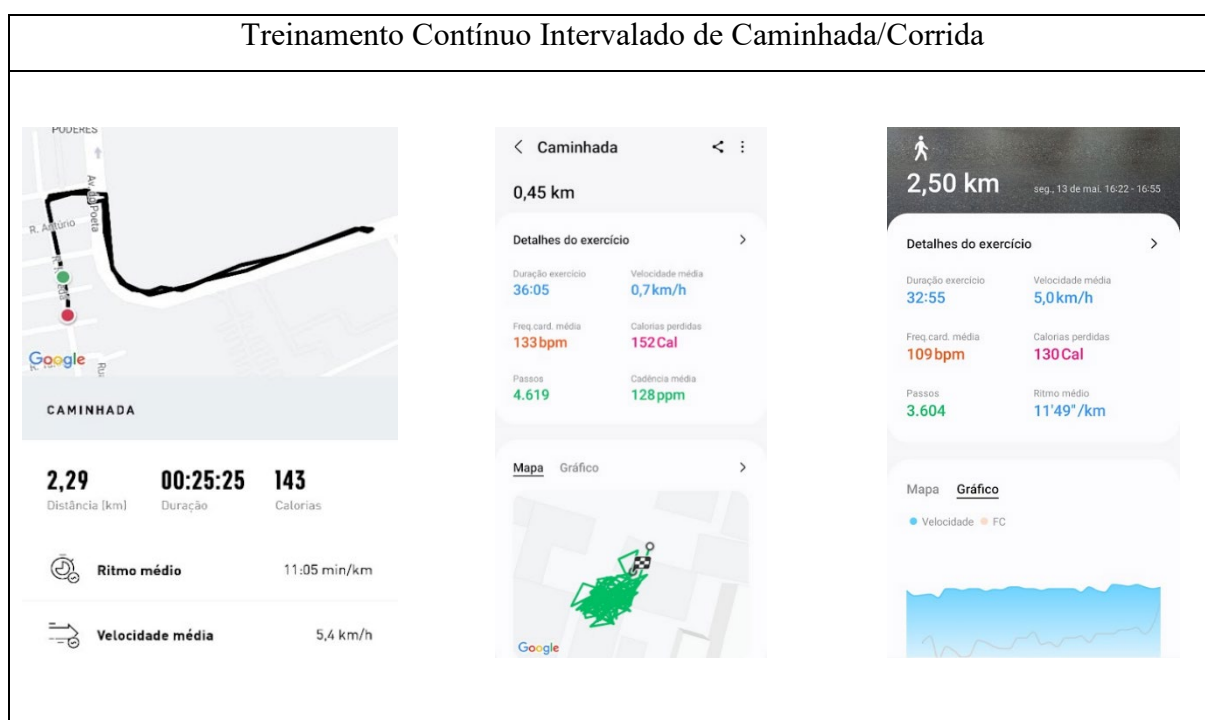 Treinamento Contínuo Intervalado de Caminhada/Corrida
PODERES
Av. do Poeta
R. Antúrio
Google
CAMINHADA
2,29 00:25:25 143
Distância (km) Duração Calorias
Ritmo médio 11:05 min/km
Velocidade média 5,4 km/h
Caminhada
0,45 km
Detalhes do exercício
Duração exercício Velocidade média
36:05 0,7 km/h
Freq.card. média Calorias perdidas
133 bpm 152 Cal
Passos Cadência média
4.619 128 ppm
Mapa Gráfico
Google
2,50 km seg., 13 de mai. 16:22 - 16:55
Detalhes do exercício
Duração exercício Velocidade média
32:55 5,0 km/h
Freq.card. média Calorias perdidas
109 bpm 130 Cal
Passos Ritmo médio
3.604 11'49"/km
Mapa Gráfico
Velocidade FC